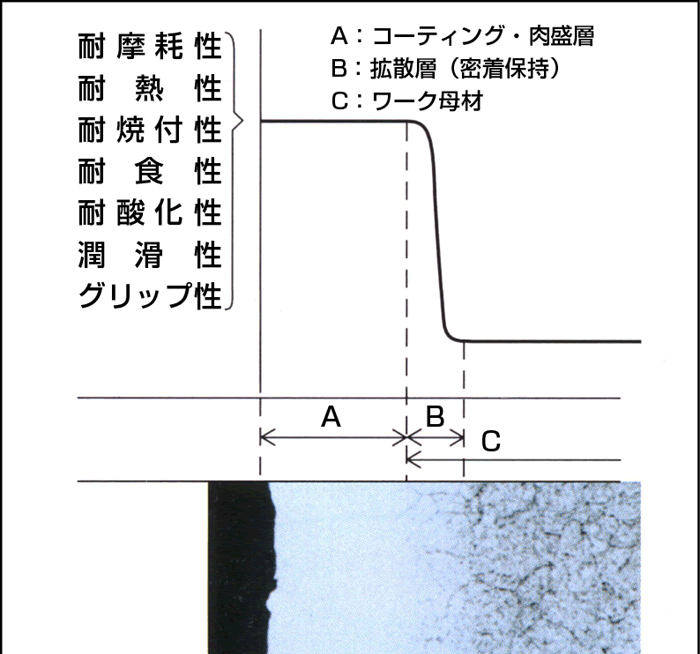 耐摩耗性
耐熱性
耐焼付性
耐食性
耐酸化性
潤滑性
グリップ性
A：コーティング・肉盛層
B：拡散層（密着保持）
C：ワーク母材
A
B
C